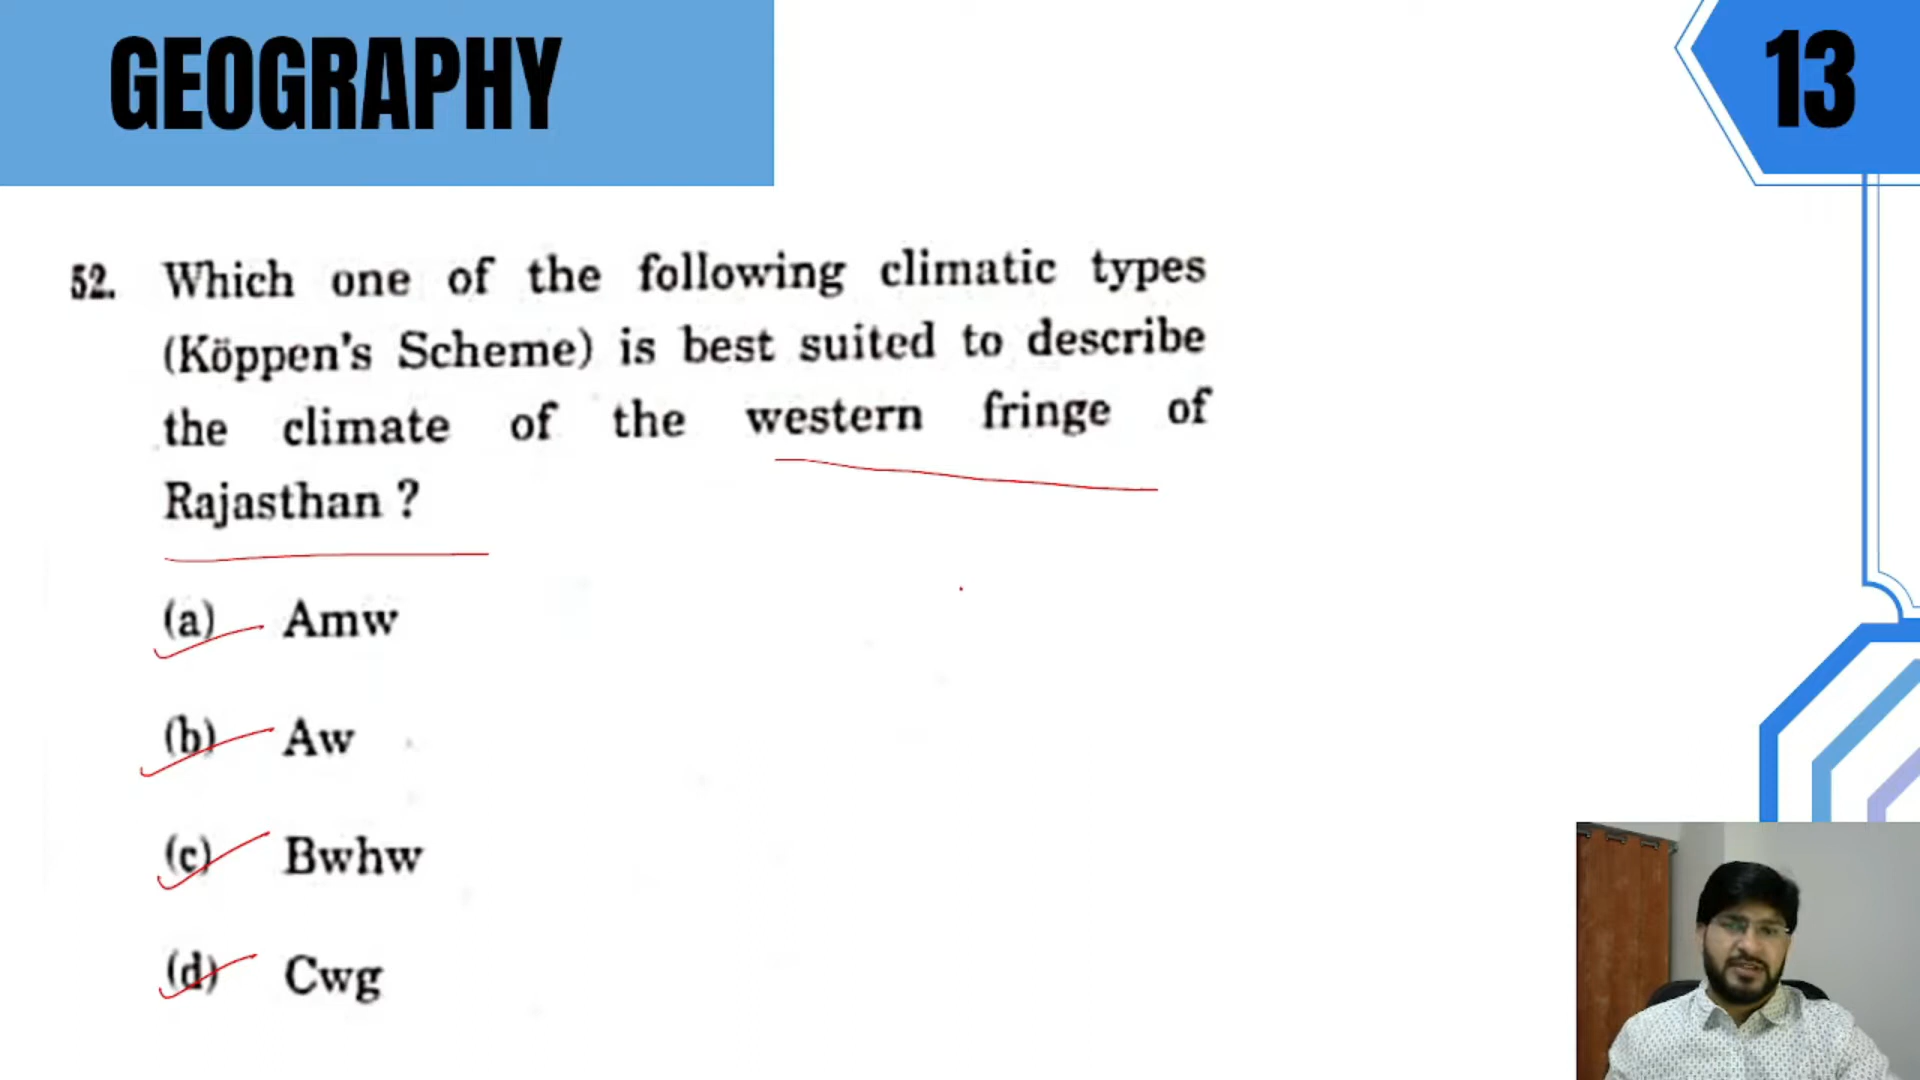 GEOGRAPHY
13
52. Which one of the following climatic types
(Köppen's Scheme) is best suited to describe
the climate of the western fringe of
Rajasthan ?
(a) Amw
(b) Aw
(c) Bwhw
(d) Cwg